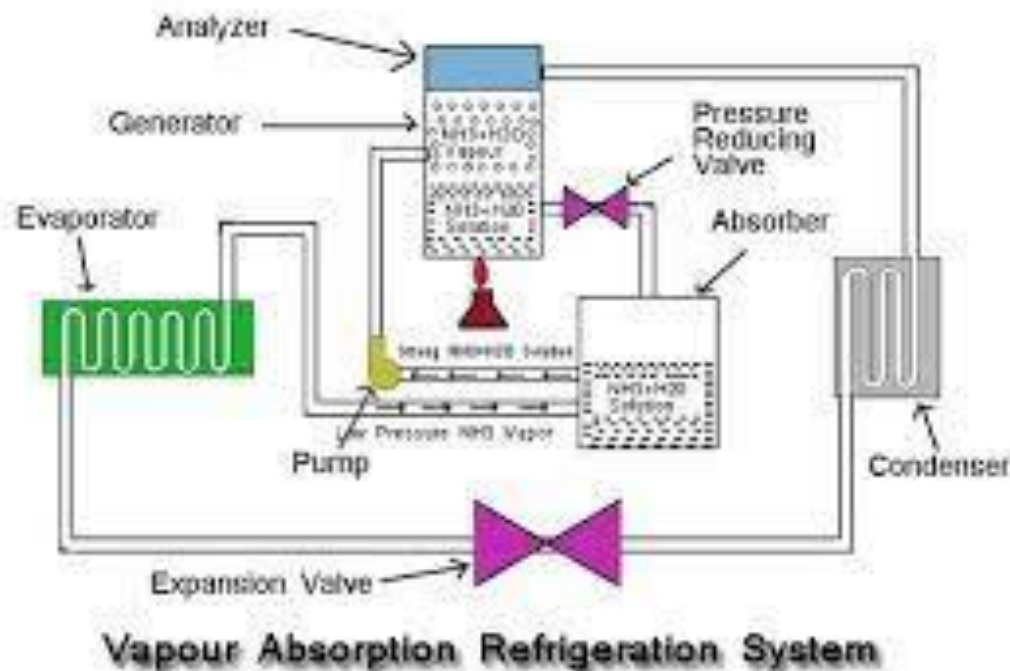 Analyzer
Generator
NH3+H2O
Pressure
Reducing
Valve
Evaporator
NH3+H2O
Solution
Absorber
Strong NH3+H2O Solution
NH3+H2O
Solution
Low Pressure NH3 Vapor
Pump
Condenser
Expansion Valve
Vapour Absorption Refrigeration System